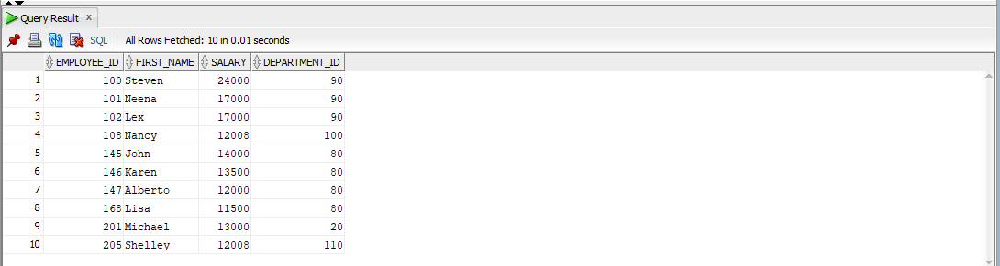 Query Result x
SQL | All Rows Fetched: 10 in 0.01 seconds
EMPLOYEE_ID FIRST_NAME SALARY DEPARTMENT_ID
1 100 Steven 24000 90
2 101 Neena 17000 90
3 102 Lex 17000 90
4 108 Nancy 12008 100
5 145 John 14000 80
6 146 Karen 13500 80
7 147 Alberto 12000 80
8 168 Lisa 11500 80
9 201 Michael 13000 20
10 205 Shelley 12008 110